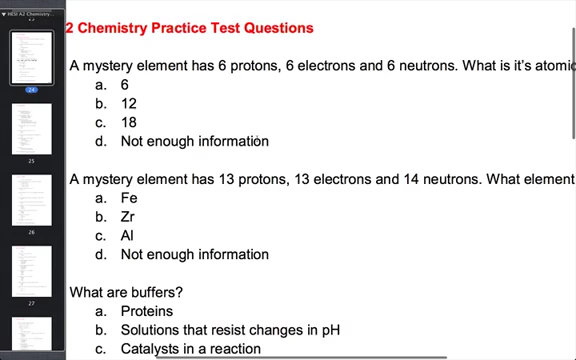 HESI A2 Chemistry...
2 Chemistry Practice Test Questions
A mystery element has 6 protons, 6 electrons and 6 neutrons. What is it's atomic
a. 6
b. 12
c. 18
d. Not enough information
A mystery element has 13 protons, 13 electrons and 14 neutrons. What element
a. Fe
b. Zr
c. Al
d. Not enough information
What are buffers?
a. Proteins
b. Solutions that resist changes in pH
c. Catalysts in a reaction
24
25
26
27